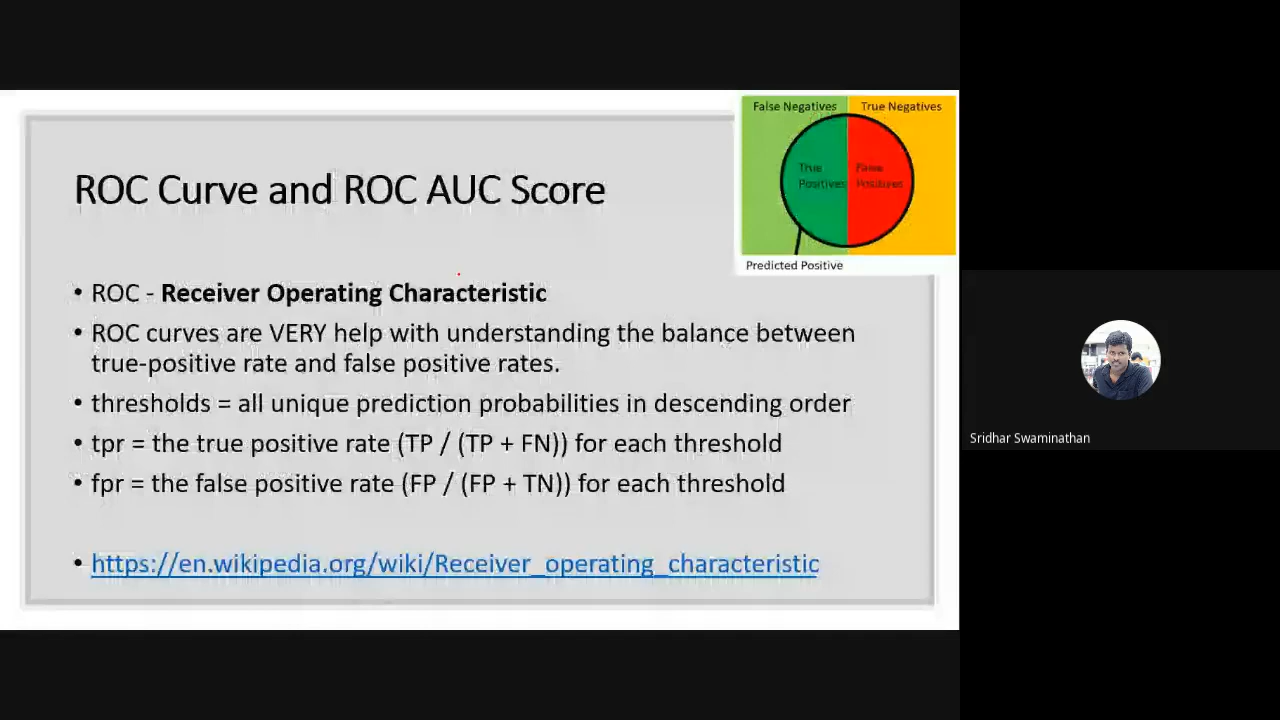 False Negatives
True Negatives
True
Positives
False
Positives
Predicted Positive
ROC Curve and ROC AUC Score
• ROC - Receiver Operating Characteristic
• ROC curves are VERY help with understanding the balance between
true-positive rate and false positive rates.
• thresholds = all unique prediction probabilities in descending order
• tpr = the true positive rate (TP / (TP + FN)) for each threshold
• fpr = the false positive rate (FP / (FP + TN)) for each threshold
• https://en.wikipedia.org/wiki/Receiver_operating_characteristic
Sridhar Swaminathan